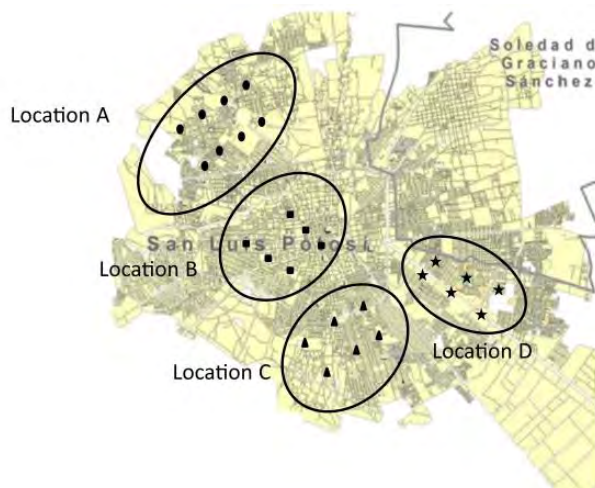 Soledad d
Graciano
Sánchez
Location A
San Luis Potosí
Location B
Location D
Location C